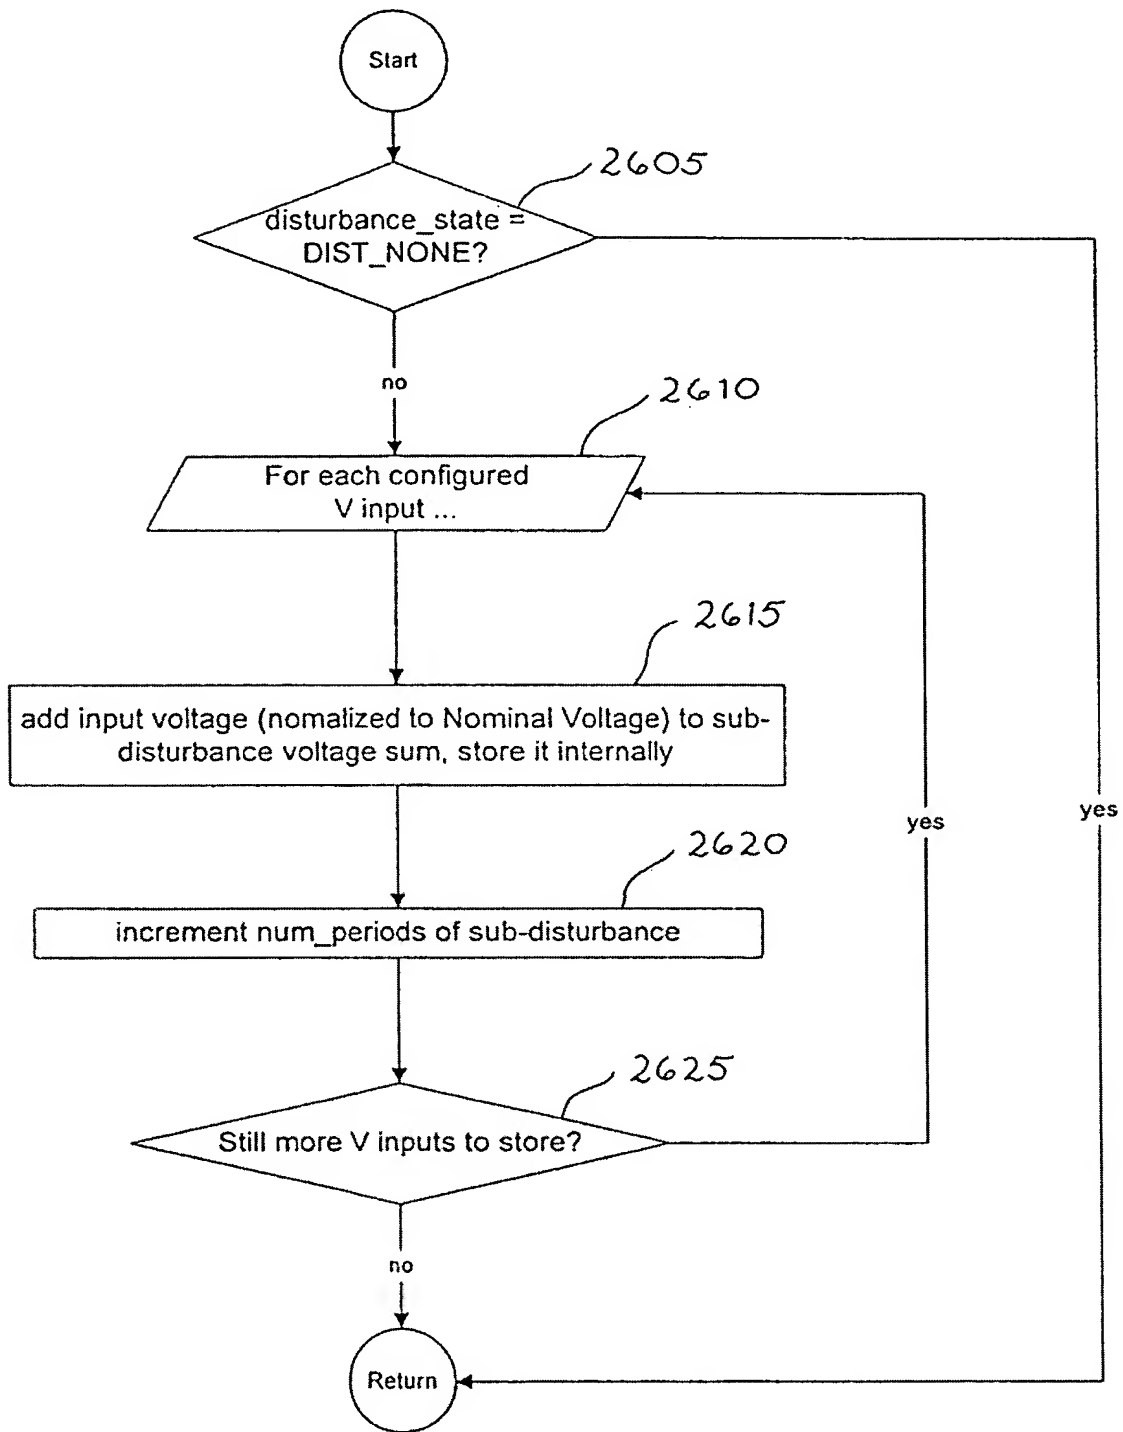 Start
2605
disturbance_state =
DIST_NONE?
no
2610
For each configured
V input ...
2615
add input voltage (nomalized to Nominal Voltage) to sub-
disturbance voltage sum, store it internally
yes
yes
2620
increment num_periods of sub-disturbance
2625
Still more V inputs to store?
no
Return